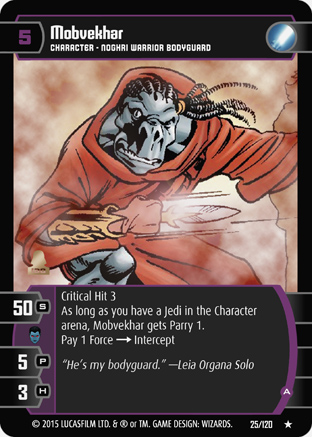 5
Mobvekhar
CHARACTER - NOGHRI WARRIOR BODYGUARD
50 S
Critical Hit 3
As long as you have a Jedi in the Character
arena, Mobvekhar gets Parry 1.
Pay 1 Force → Intercept
5 P
"He's my bodyguard." —Leia Organa Solo
3 H
A
© 2015 LUCASFILM LTD. & ® or TM. GAME DESIGN: WIZARDS.
25/120 ★